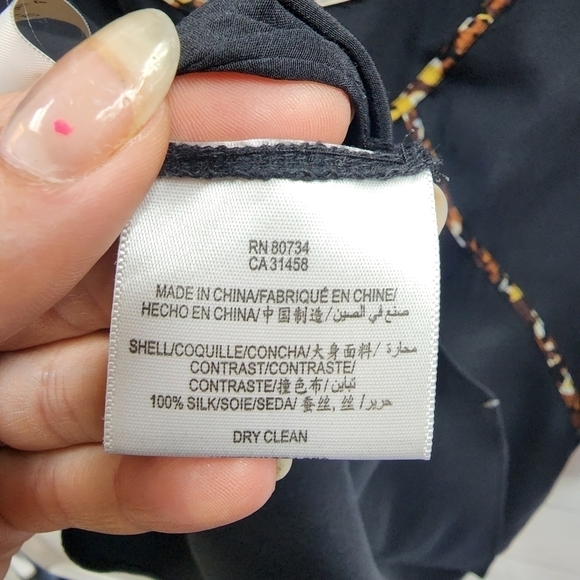 RN 80734
CA 31458
MADE IN CHINA/FABRIQUÉ EN CHINE/
HECHO EN CHINA/中国制造/صنع في الصين
SHELL/COQUILLE/CONCHA/大身面料/محارة
CONTRAST/CONTRASTE/
CONTRASTE/撞色布/تباين
100% SILK/SOIE/SEDA/蚕丝, 丝/حرير
DRY CLEAN